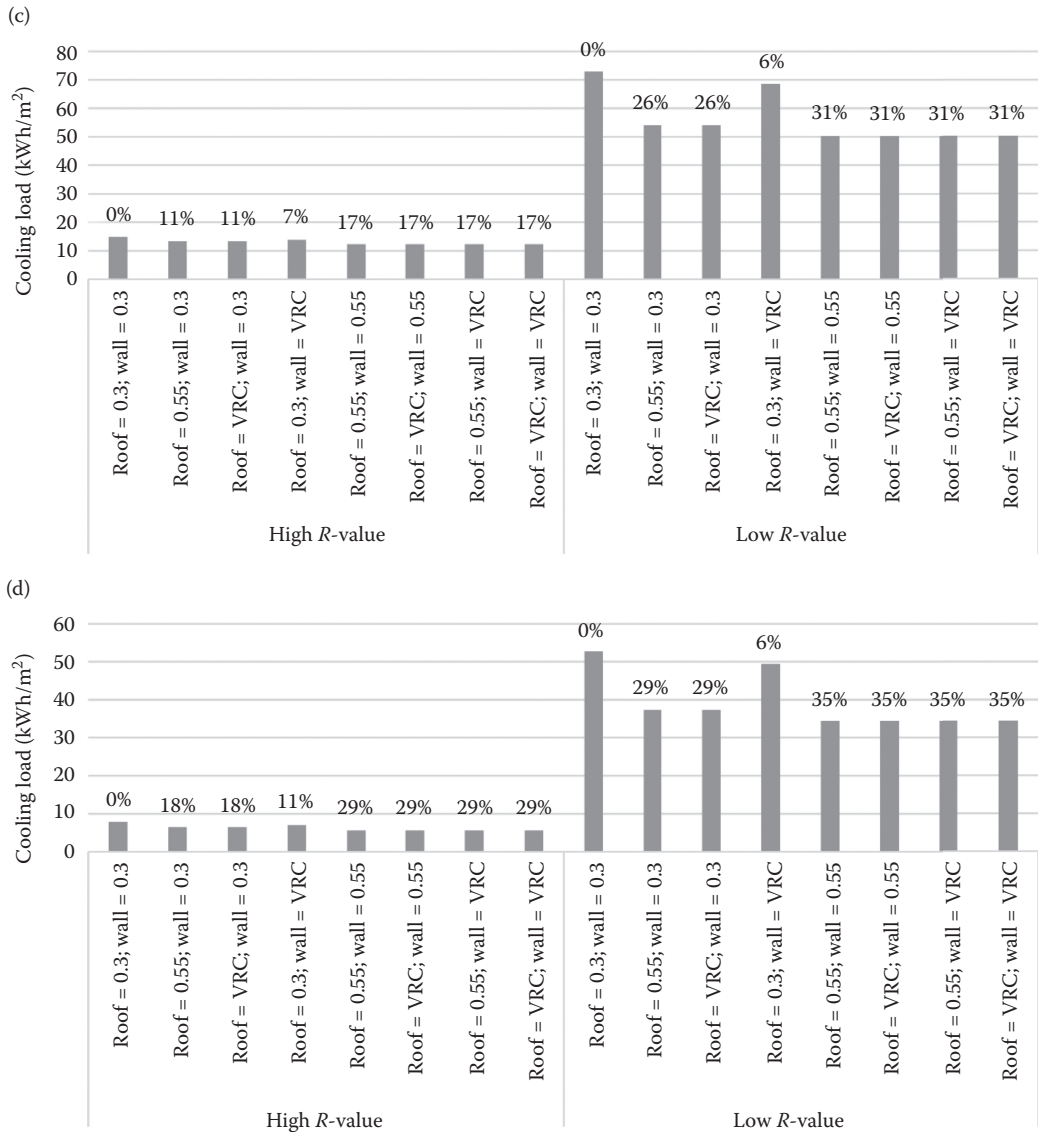 (c)
Cooling load (kWh/m²)
80
70
60
50
40
30
20
10
0
0%
11%
11%
7%
17%
17%
17%
17%
0%
26%
26%
6%
31%
31%
31%
31%
Roof = 0.3; wall = 0.3
Roof = 0.55; wall = 0.3
Roof = VRC; wall = 0.3
Roof = 0.3; wall = VRC
Roof = 0.55; wall = 0.55
Roof = VRC; wall = 0.55
Roof = 0.55; wall = VRC
Roof = VRC; wall = VRC
Roof = 0.3; wall = 0.3
Roof = 0.55; wall = 0.3
Roof = VRC; wall = 0.3
Roof = 0.3; wall = VRC
Roof = 0.55; wall = 0.55
Roof = VRC; wall = 0.55
Roof = 0.55; wall = VRC
Roof = VRC; wall = VRC
High R-value
Low R-value
(d)
Cooling load (kWh/m²)
60
50
40
30
20
10
0
0%
18%
18%
11%
29%
29%
29%
29%
0%
29%
29%
6%
35%
35%
35%
35%
Roof = 0.3; wall = 0.3
Roof = 0.55; wall = 0.3
Roof = VRC; wall = 0.3
Roof = 0.3; wall = VRC
Roof = 0.55; wall = 0.55
Roof = VRC; wall = 0.55
Roof = 0.55; wall = VRC
Roof = VRC; wall = VRC
Roof = 0.3; wall = 0.3
Roof = 0.55; wall = 0.3
Roof = VRC; wall = 0.3
Roof = 0.3; wall = VRC
Roof = 0.55; wall = 0.55
Roof = VRC; wall = 0.55
Roof = 0.55; wall = VRC
Roof = VRC; wall = VRC
High R-value
Low R-value